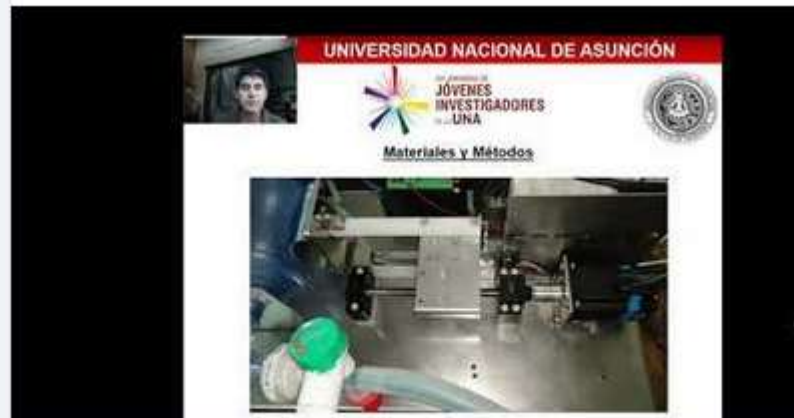 UNIVERSIDAD NACIONAL DE ASUNCIÓN
JÓVENES
INVESTIGADORES
UNA
Materiales y Métodos